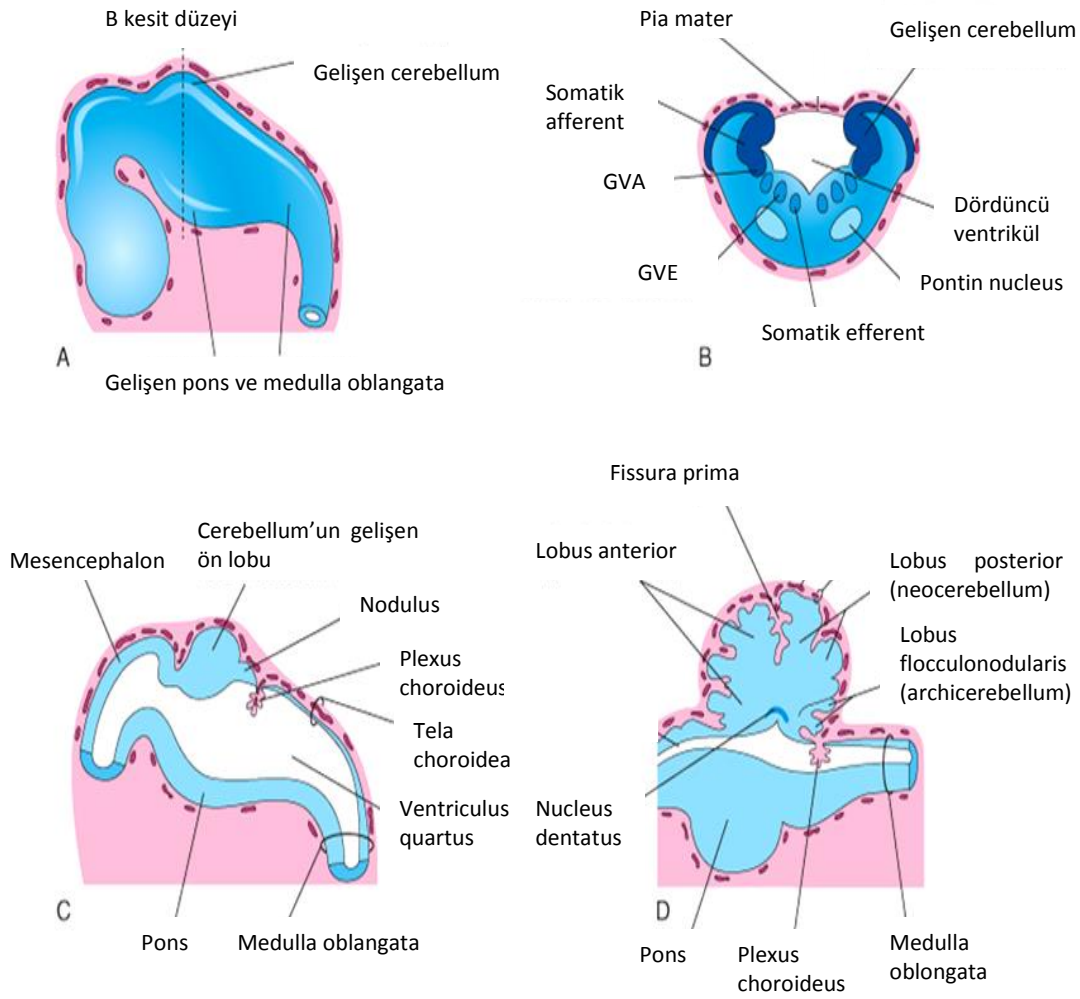 B kesit düzeyi
Gelişen cerebellum
A
Gelişen pons ve medulla oblangata
Pia mater
Gelişen cerebellum
Somatik
afferent
GVA
GVE
Dördüncü
ventrikül
Pontin nucleus
Somatik efferent
B
Mesencephalon
Cerebellum’un gelişen
ön lobu
Nodulus
Plexus
choroideus
Tela
choroidea
Ventriculus
quartus
C
Pons
Medulla oblangata
Fissura prima
Lobus anterior
Lobus posterior
(neocerebellum)
Lobus
flocculonodularis
(archicerebellum)
Nucleus
dentatus
D
Pons
Plexus
choroideus
Medulla
oblongata